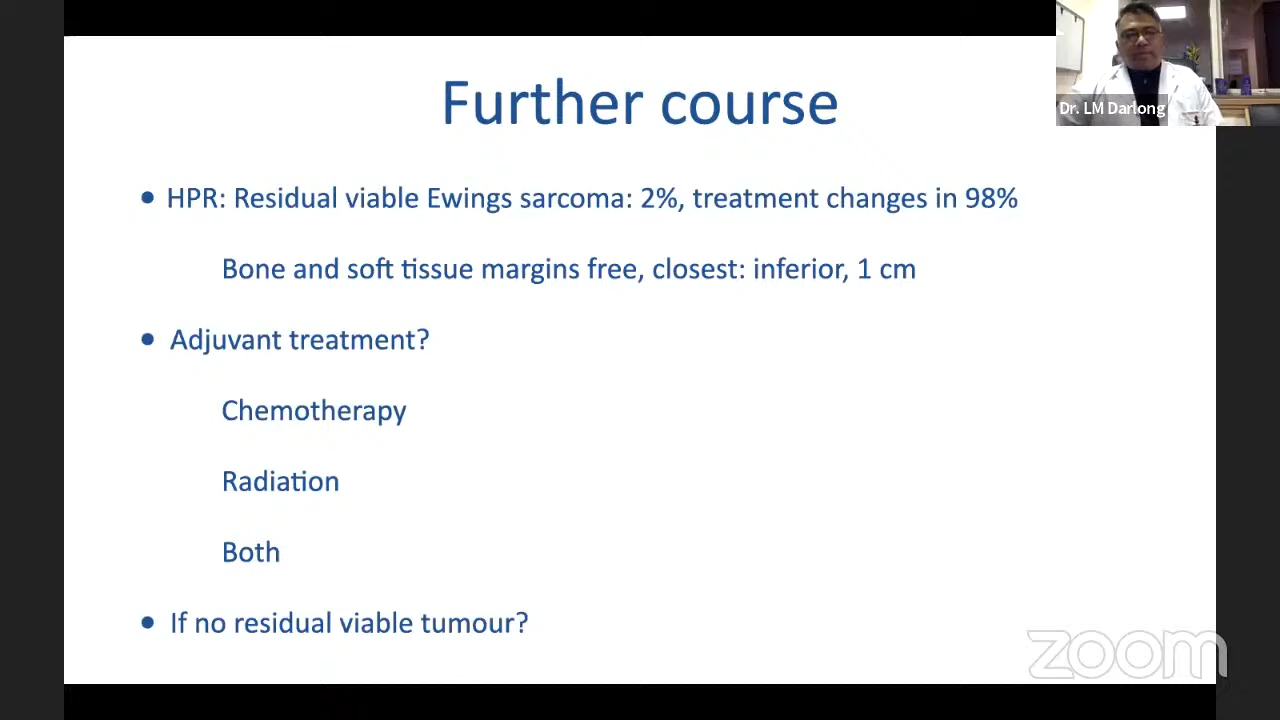 Further course
Dr. LM Darlong
• HPR: Residual viable Ewings sarcoma: 2%, treatment changes in 98%
Bone and soft tissue margins free, closest: inferior, 1 cm
• Adjuvant treatment?
Chemotherapy
Radiation
Both
• If no residual viable tumour?
zoom